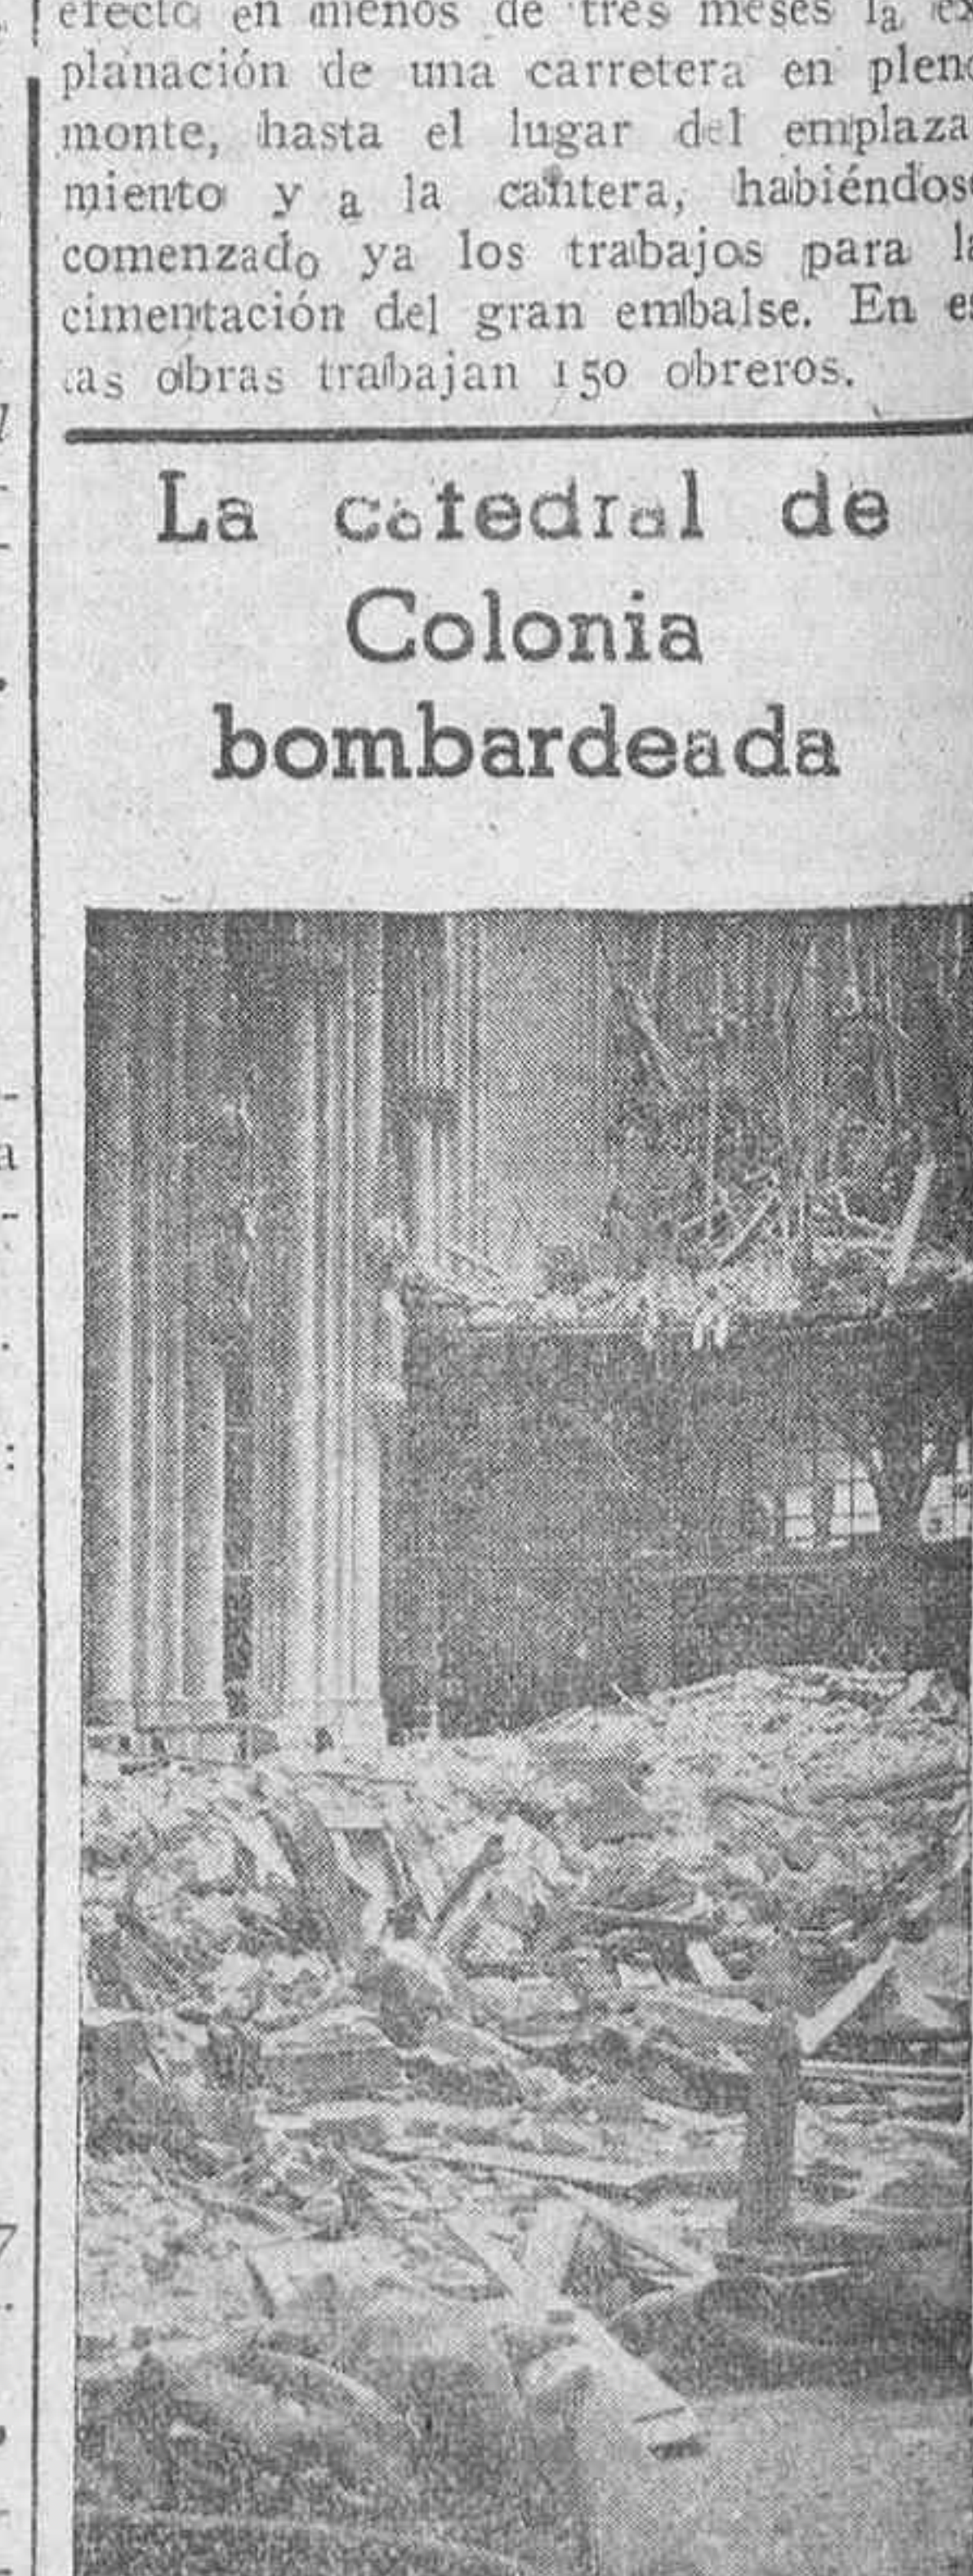 efecto en menos de tres meses la ex
planación de una carretera en pleno
monte, hasta el lugar del emplaza
miento y a la cantera, habiéndos
comenzado ya los trabajos para la
cimentación del gran embalse. En e
tas obras trabajan 150 obreros.
La catedral de
Colonia
bombardeada